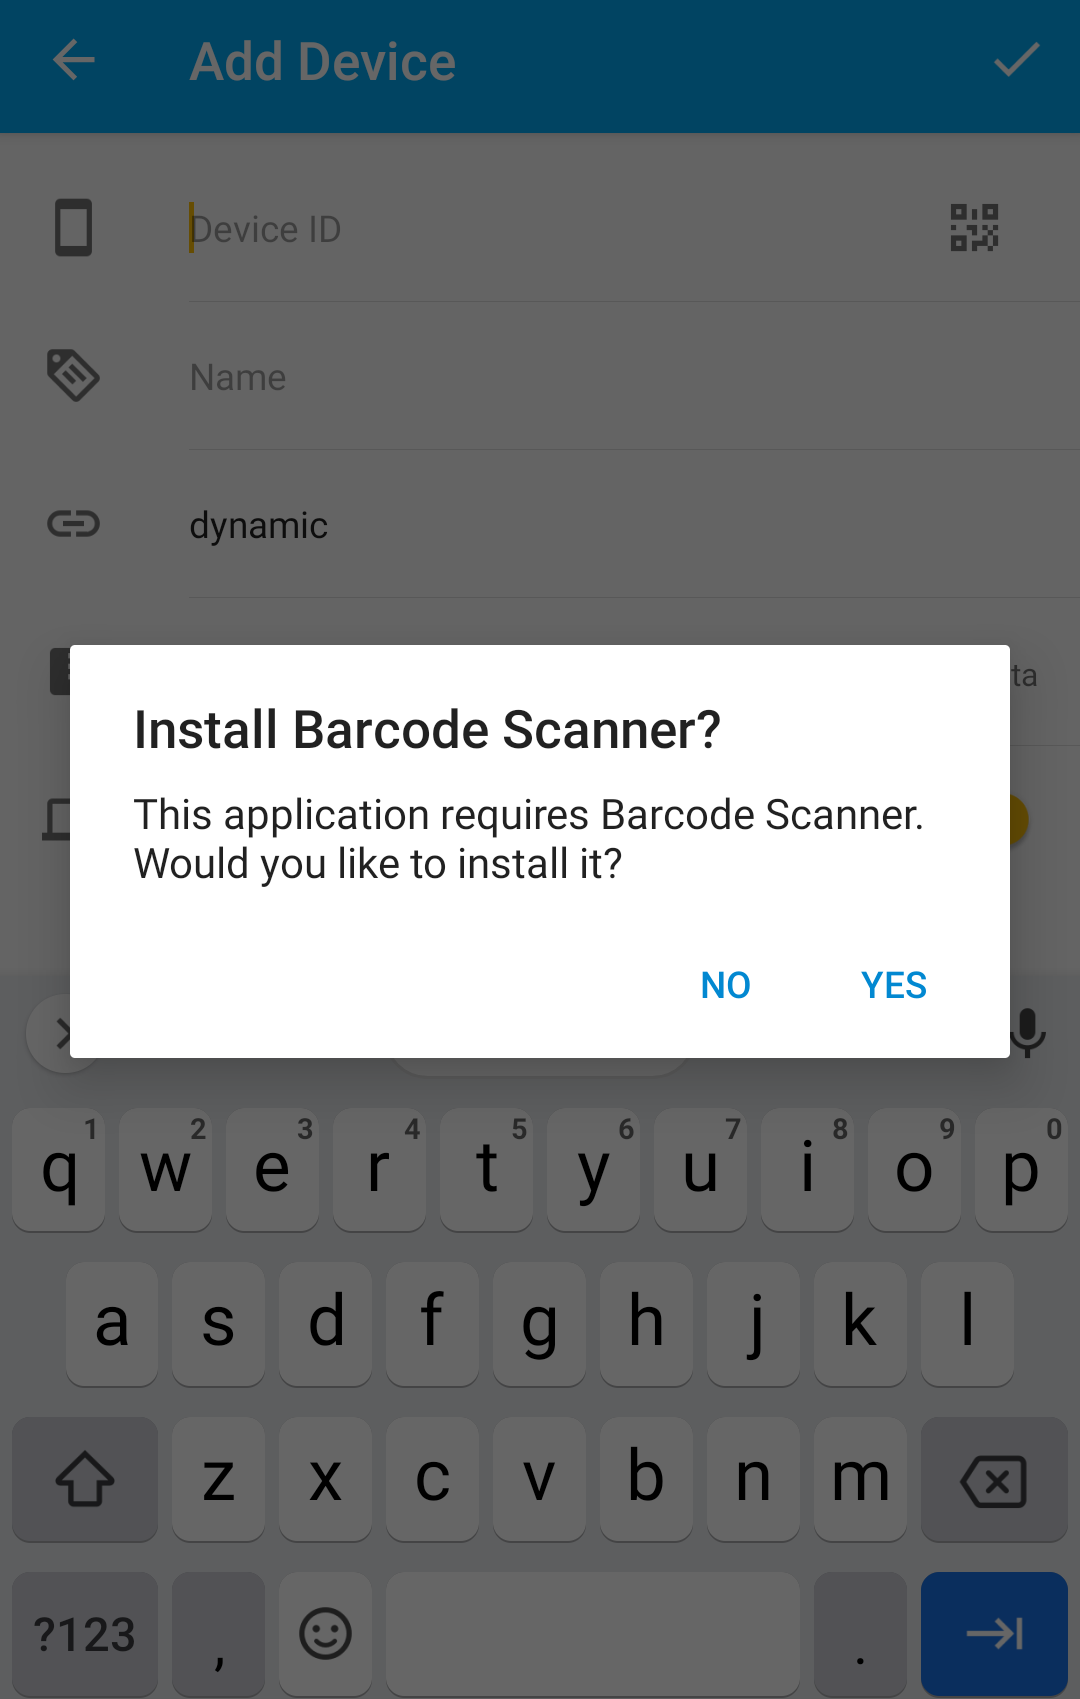 Add Device
Device ID
Name
dynamic
ta
Install Barcode Scanner?
This application requires Barcode Scanner.
Would you like to install it?
NO YES
1 2 3 4 5 6 7 8 9 0
q w e r t y u i o p
a s d f g h j k l
z x c v b n m
?123 , .